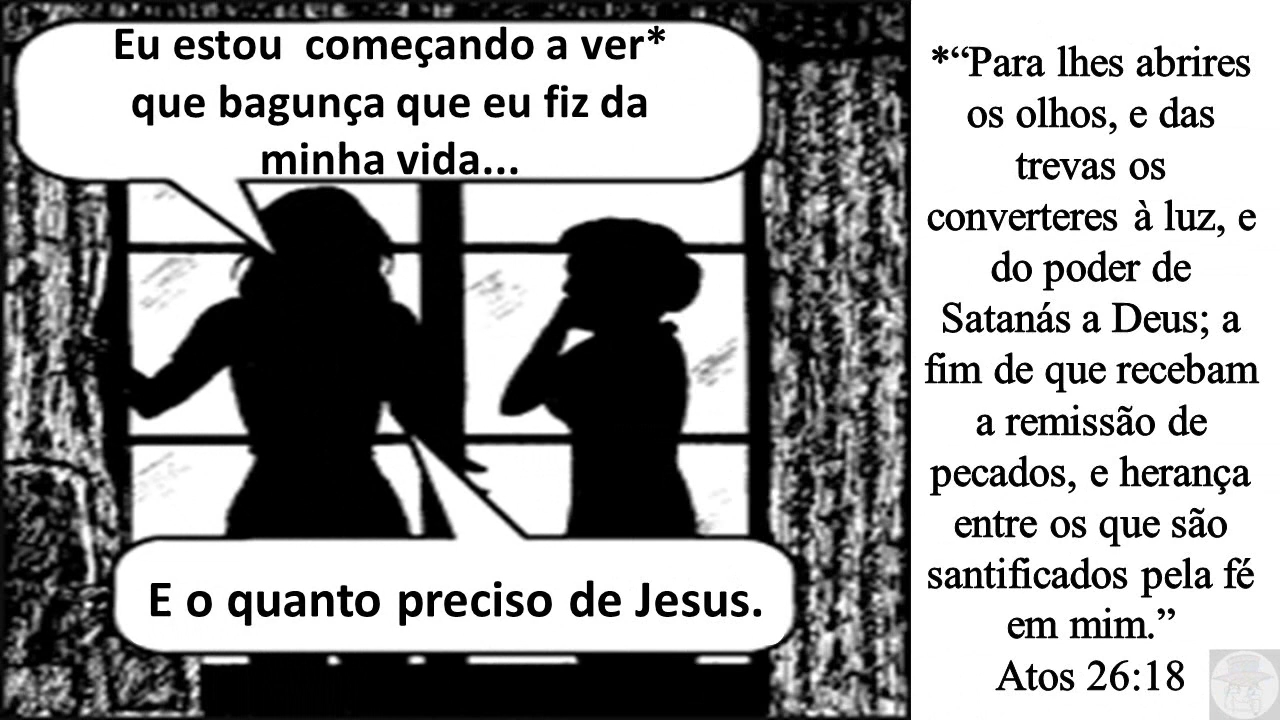 Eu estou  começando a ver*
que bagunça que eu fiz da
minha vida...
E o quanto preciso de Jesus.
*“Para lhes abrires
os olhos, e das
trevas os
converteres à luz, e
do poder de
Satanás a Deus; a
fim de que recebam
a remissão de
pecados, e herança
entre os que são
santificados pela fé
em mim.”
Atos 26:18